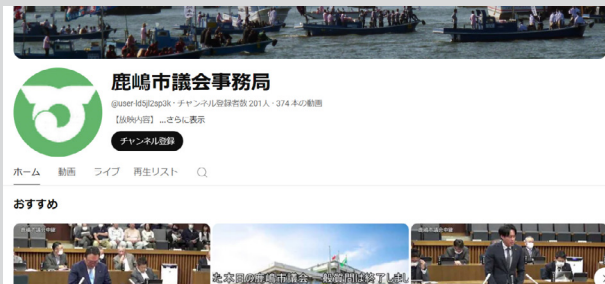 鹿嶋市議会事務局
@user-ld5jl2sp3k・チャンネル登録者数 201人・374 本の動画
【放映内容】 ...さらに表示
チャンネル登録
ホーム 動画 ライブ 再生リスト
おすすめ
鹿嶋市議会中継
鹿嶋市議会中継
た本日の鹿嶋市議会 一般質問は終了しまし